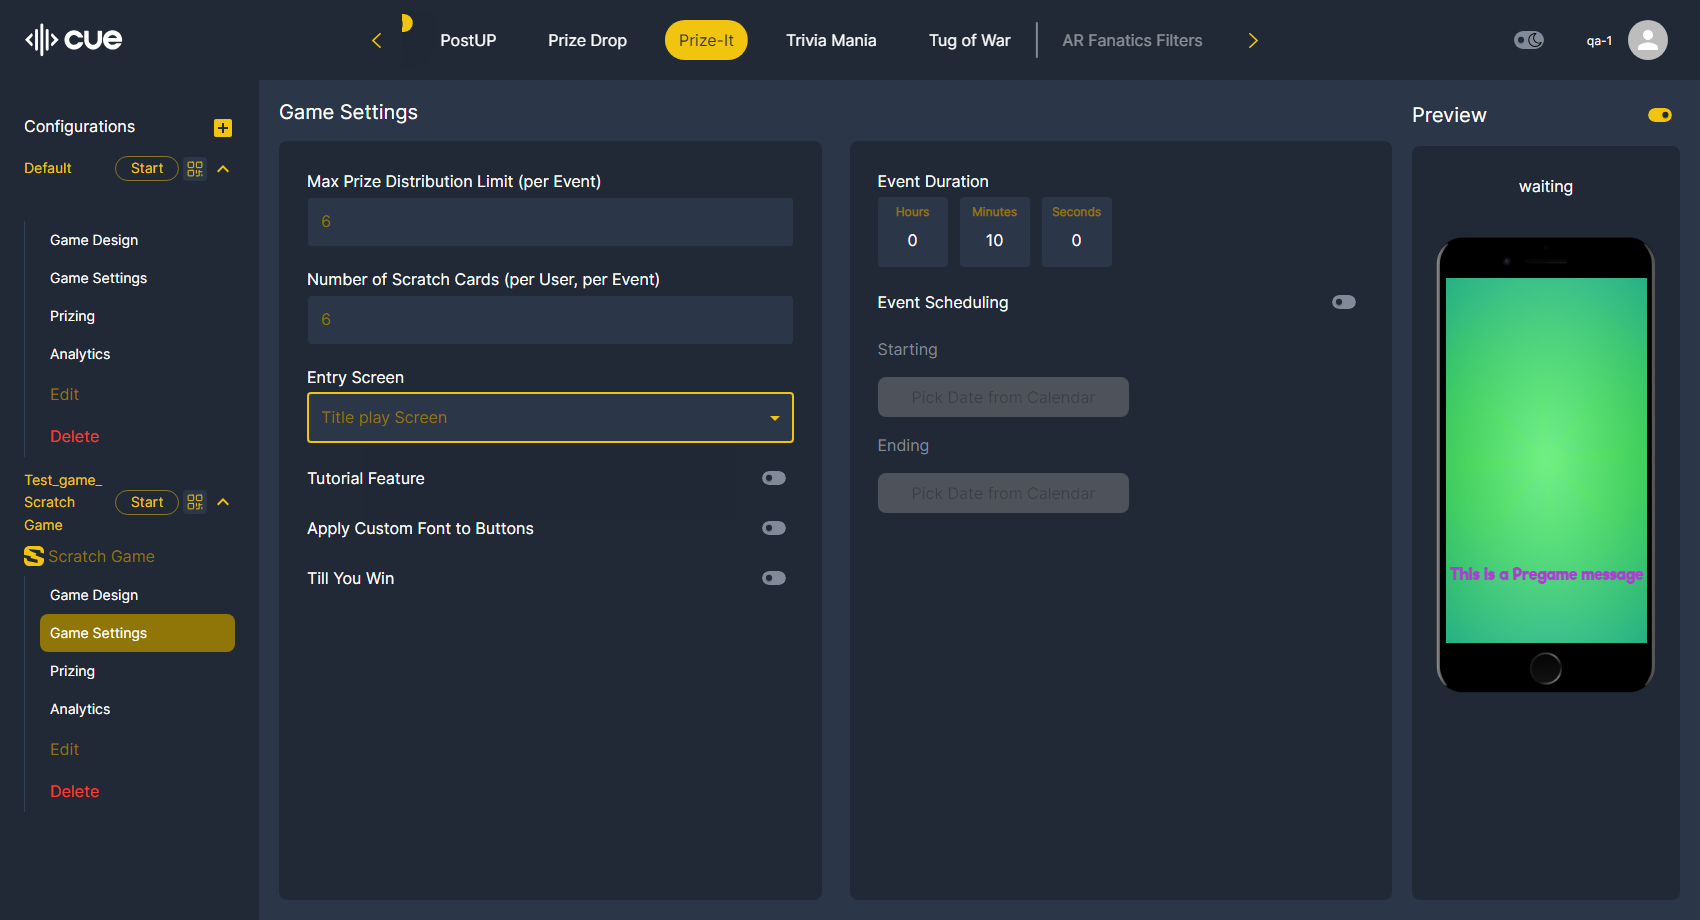 cue
PostUP
Prize Drop
Prize-It
Trivia Mania
Tug of War
AR Fanatics Filters
qa-1
Configurations
Default
Start
Game Design
Game Settings
Prizing
Analytics
Edit
Delete
Test_game_
Scratch
Game
Start
Scratch Game
Game Design
Game Settings
Prizing
Analytics
Edit
Delete
Game Settings
Max Prize Distribution Limit (per Event)
6
Number of Scratch Cards (per User, per Event)
6
Entry Screen
Title play Screen
Tutorial Feature
Apply Custom Font to Buttons
Till You Win
Event Duration
Hours
Minutes
Seconds
0
10
0
Event Scheduling
Starting
Pick Date from Calendar
Ending
Pick Date from Calendar
Preview
waiting
This is a Pregame message